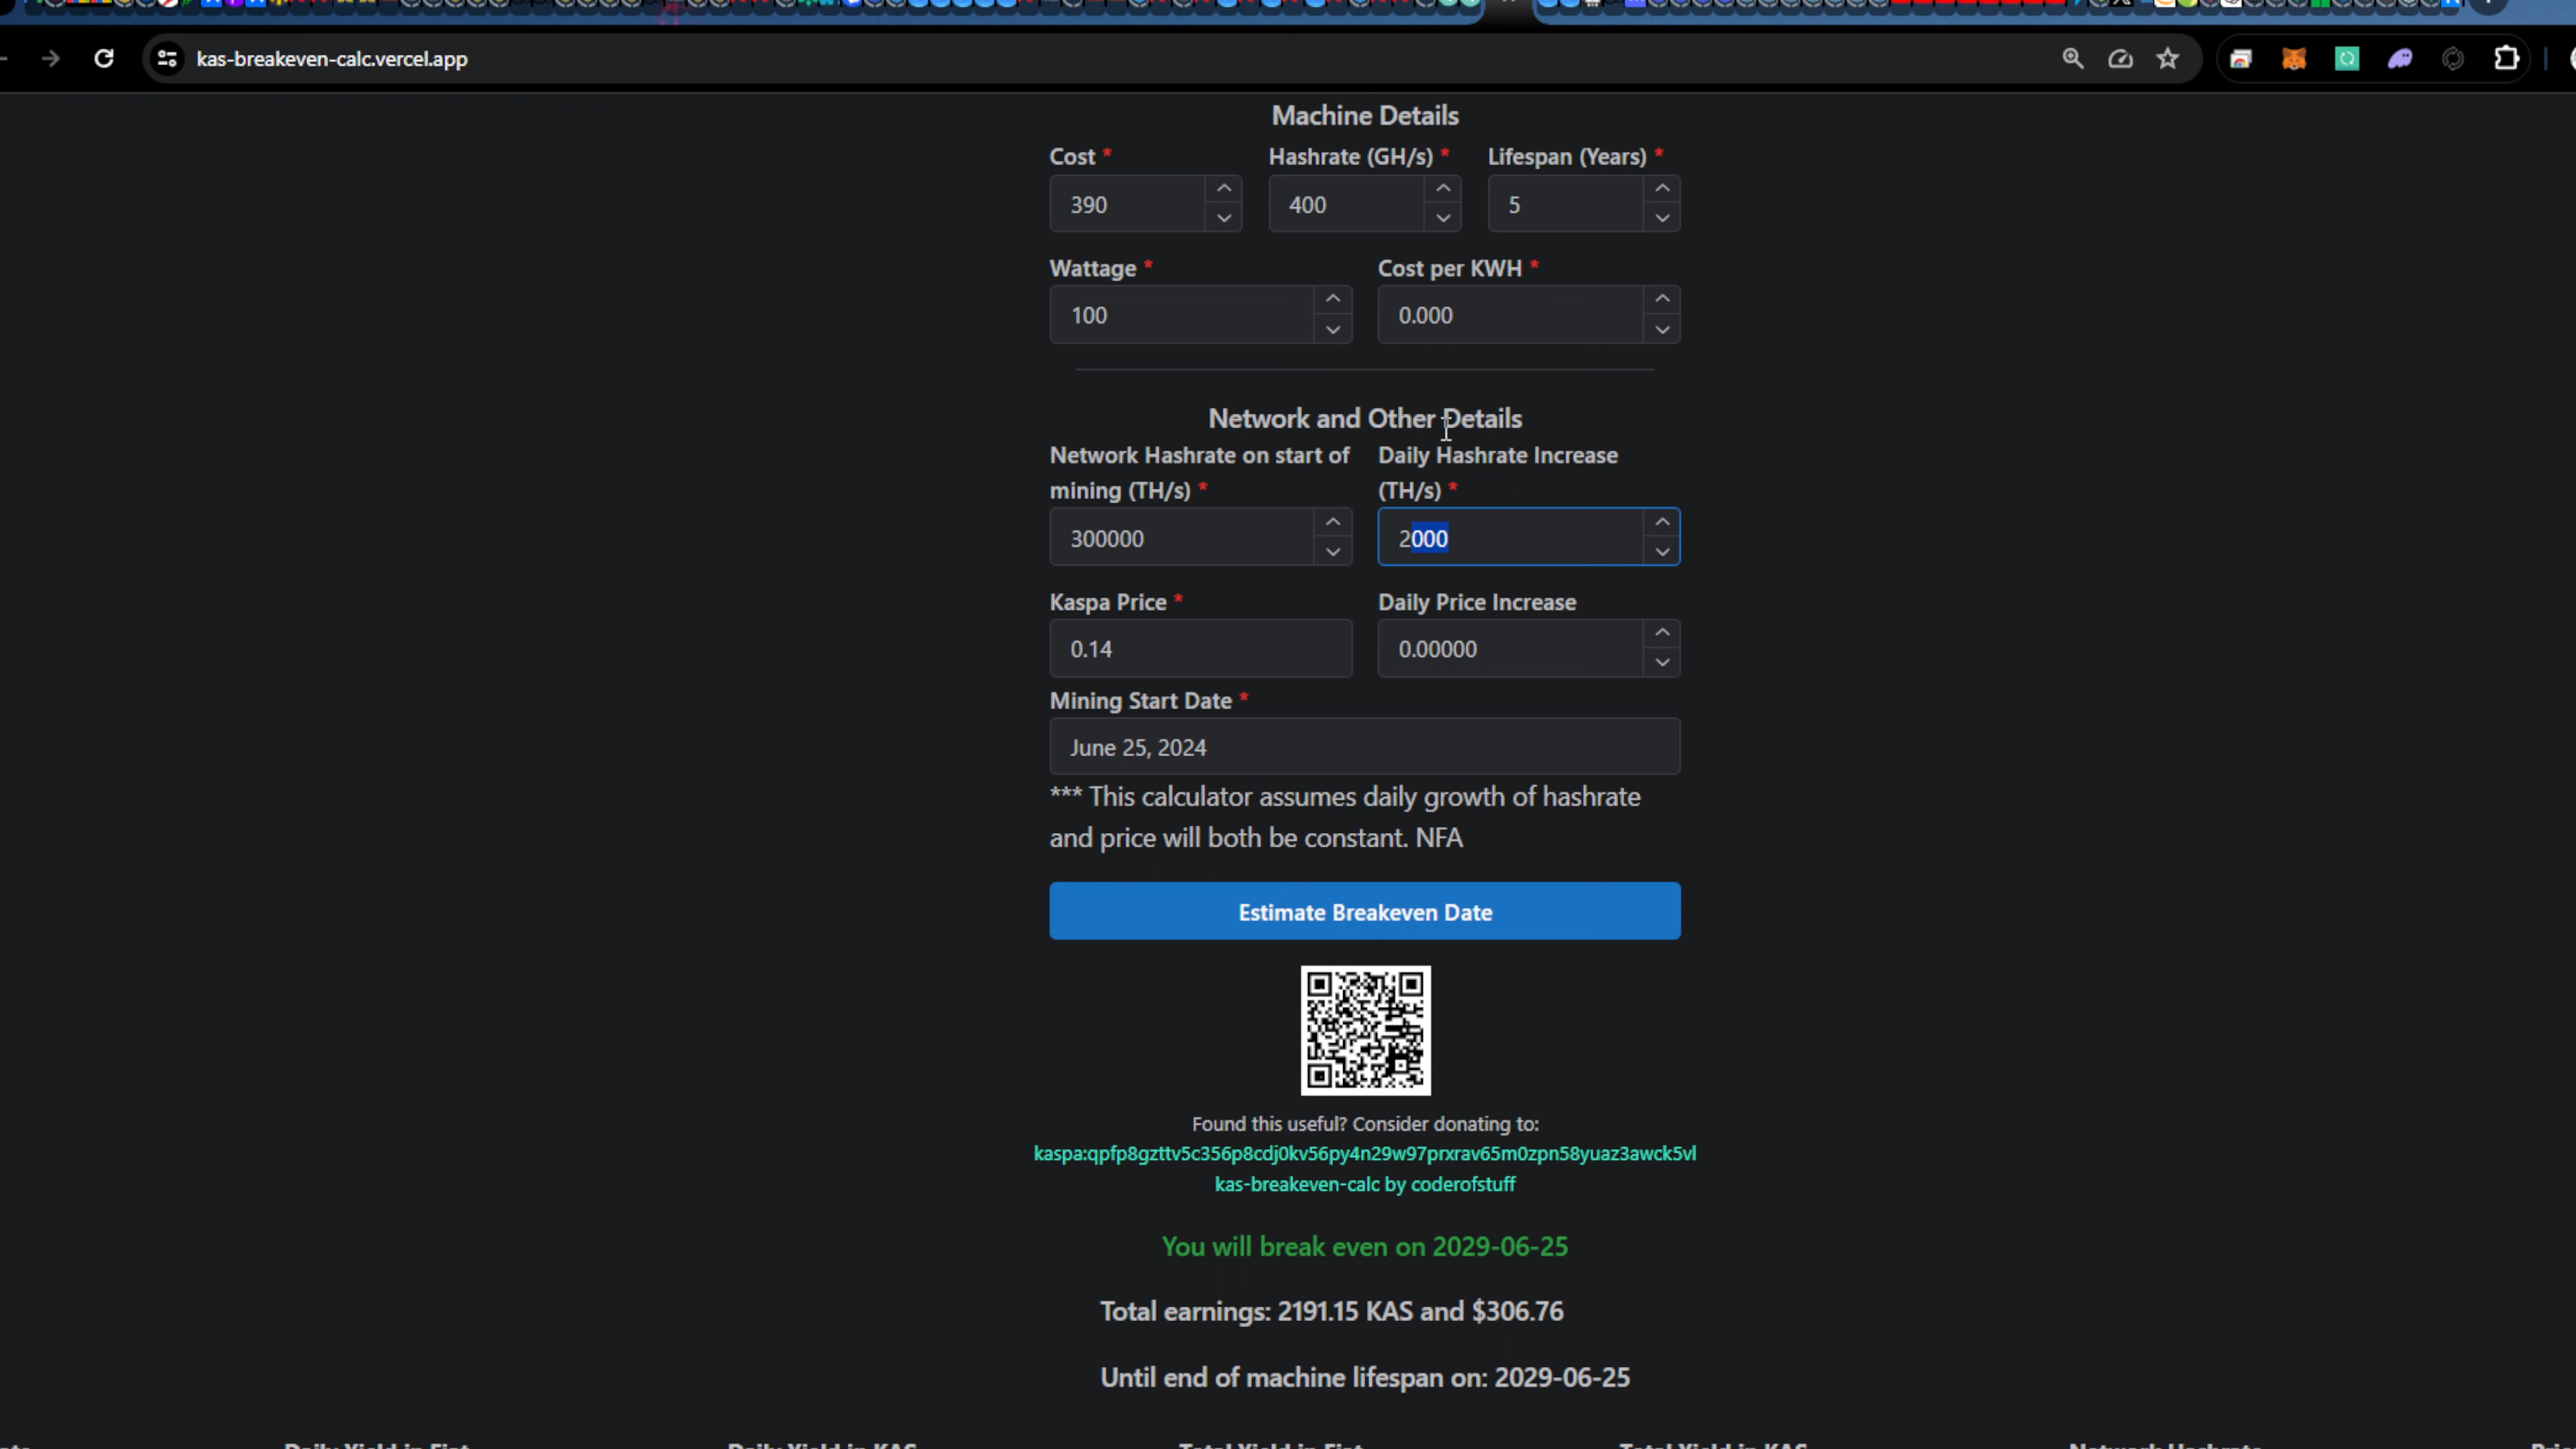 kas-breakeven-calc.vercel.app
Machine Details
Cost *
Hashrate (GH/s) *
Lifespan (Years) *
390
400
5
Wattage *
Cost per KWH *
100
0.000
Network and Other Details
Network Hashrate on start of
mining (TH/s) *
Daily Hashrate Increase
(TH/s) *
300000
2000
Kaspa Price *
Daily Price Increase
0.14
0.00000
Mining Start Date *
June 25, 2024
*** This calculator assumes daily growth of hashrate
and price will both be constant. NFA
Estimate Breakeven Date
Found this useful? Consider donating to:
kaspa:qpfp8gzttv5c356p8cdj0kv56py4n29w97prxrav65m0zpn58yuaz3awck5vl
kas-breakeven-calc by coderofstuff
You will break even on 2029-06-25
Total earnings: 2191.15 KAS and $306.76
Until end of machine lifespan on: 2029-06-25